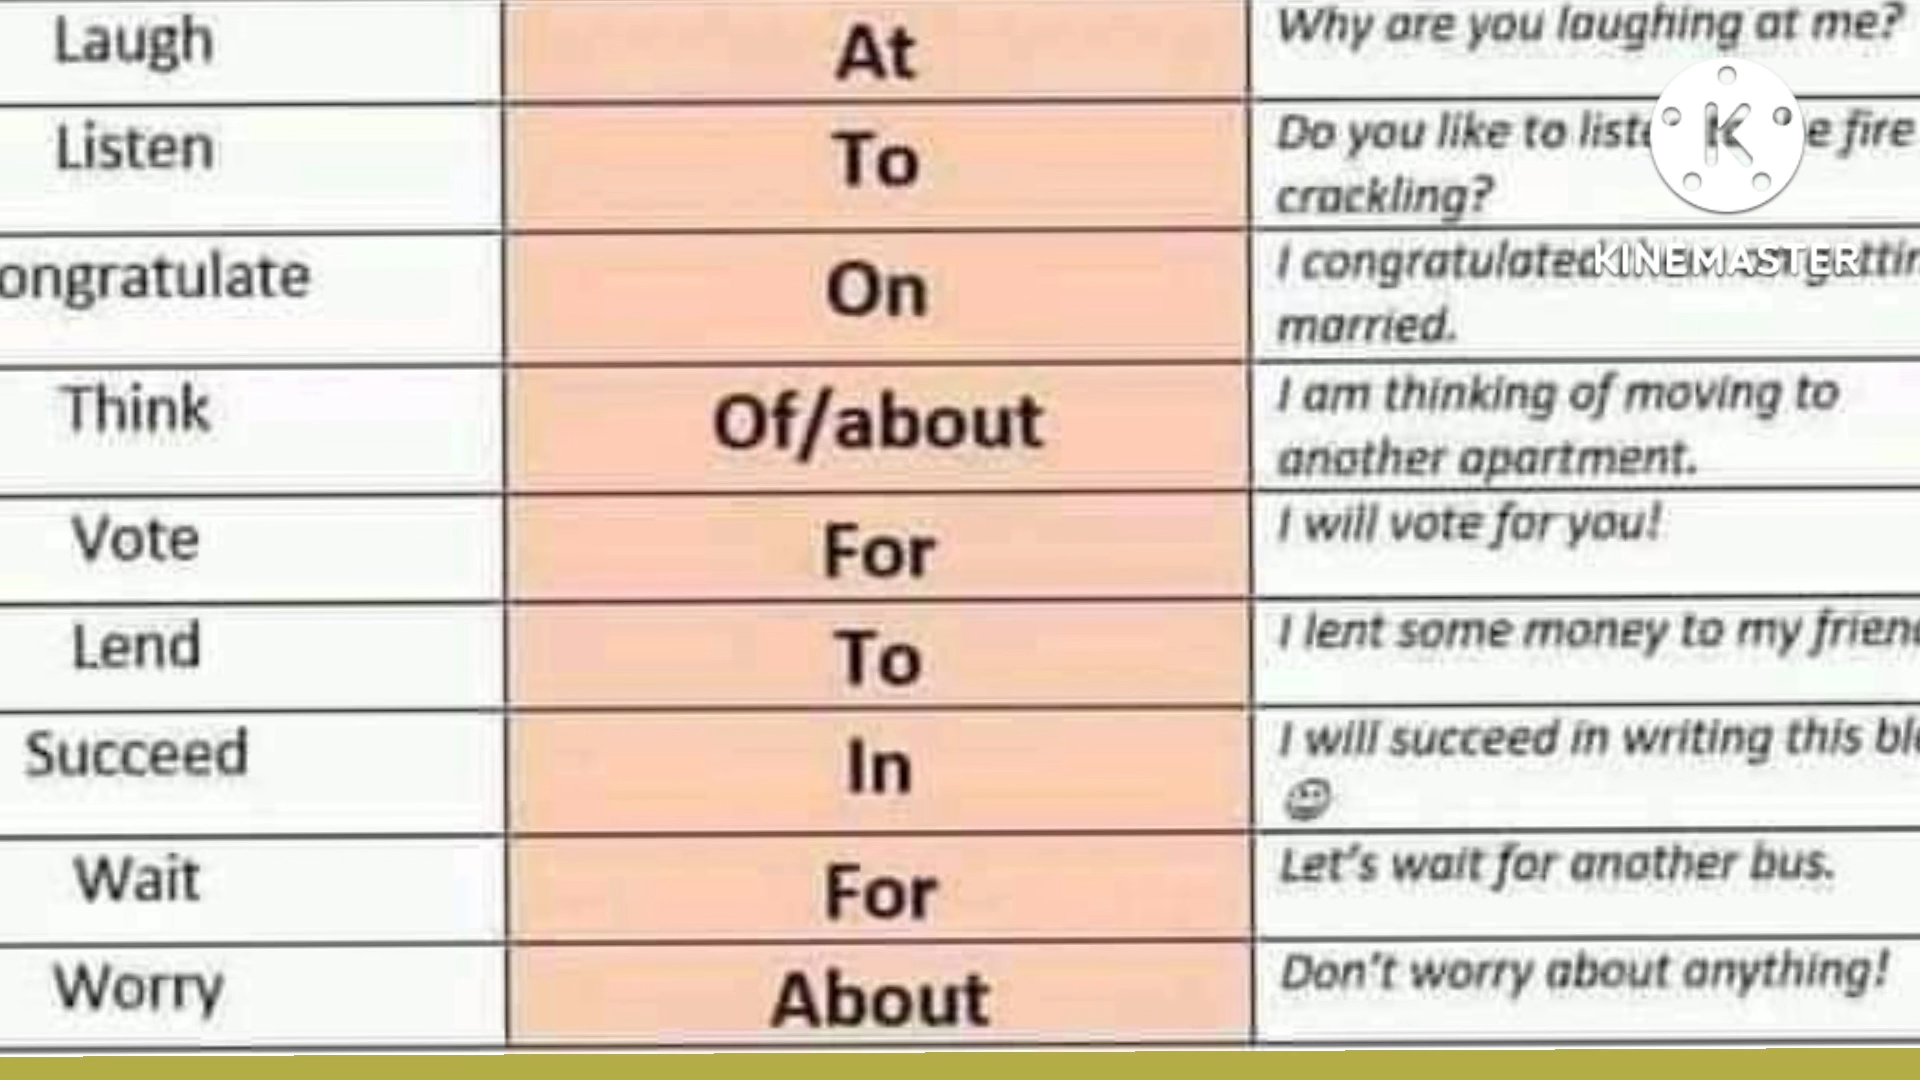 Laugh
At
Why are you laughing at me?
Listen
To
Do you like to liste e fire
crackling?
ongratulate
On
I congratulated
married.
Think
Of/about
I am thinking of moving to
another apartment.
Vote
For
I will vote for you!
Lend
To
I lent some money to my frien
Succeed
In
I will succeed in writing this bl
☺
Wait
For
Let's wait for another bus.
Worry
About
Don't worry about anything!
KINEMASTER